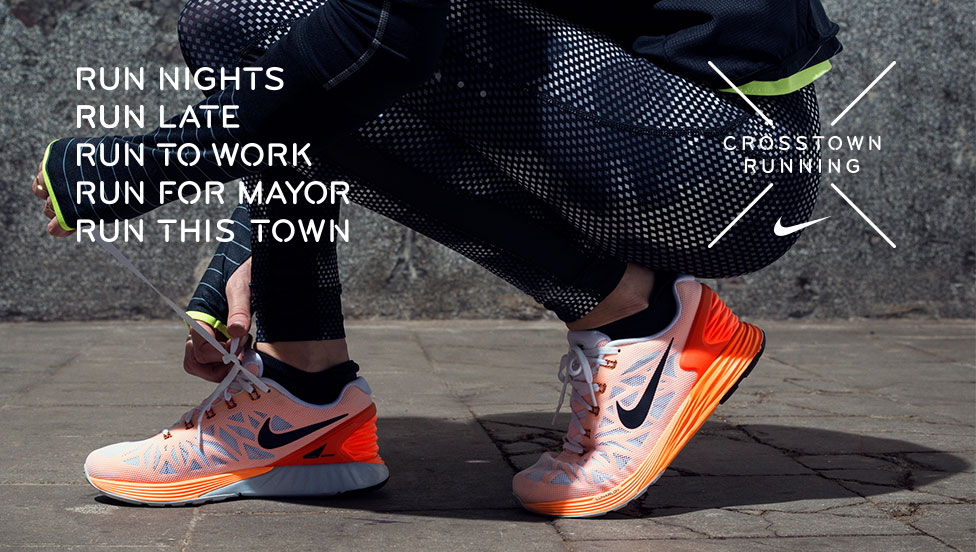 RUN NIGHTS
RUN LATE
RUN TO WORK
RUN FOR MAYOR
RUN THIS TOWN
CROSSTOWN
RUNNING